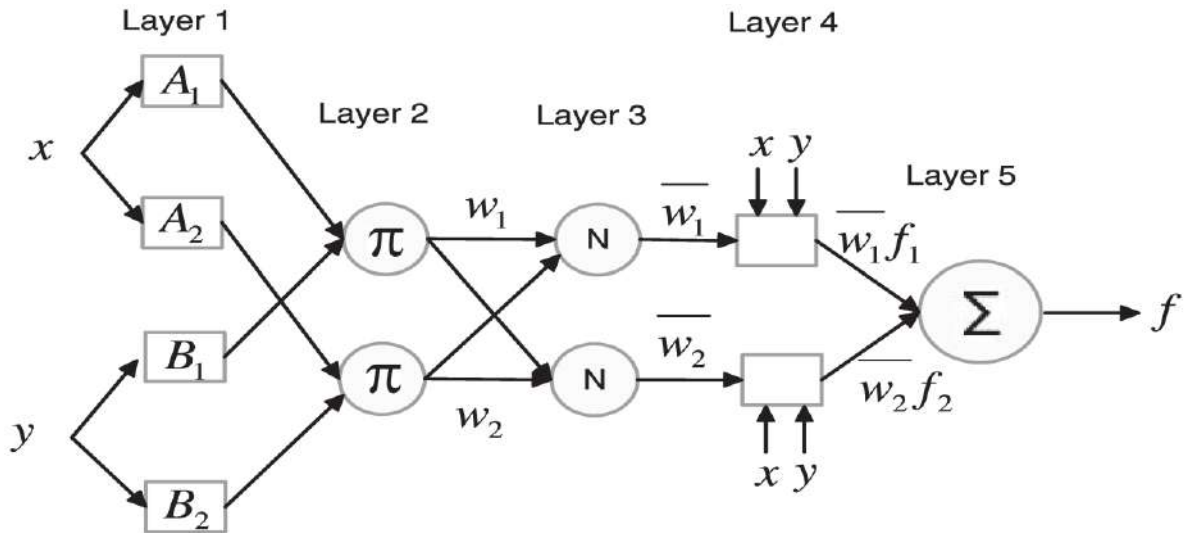 Layer 1
Layer 4
A₁
Layer 2
Layer 3
x
x y
Layer 5
A₂
w₁
π
N
w̅₁
w̅₁f₁
Σ
f
B₁
π
N
w̅₂
w₂
w̅₂f₂
y
x y
B₂